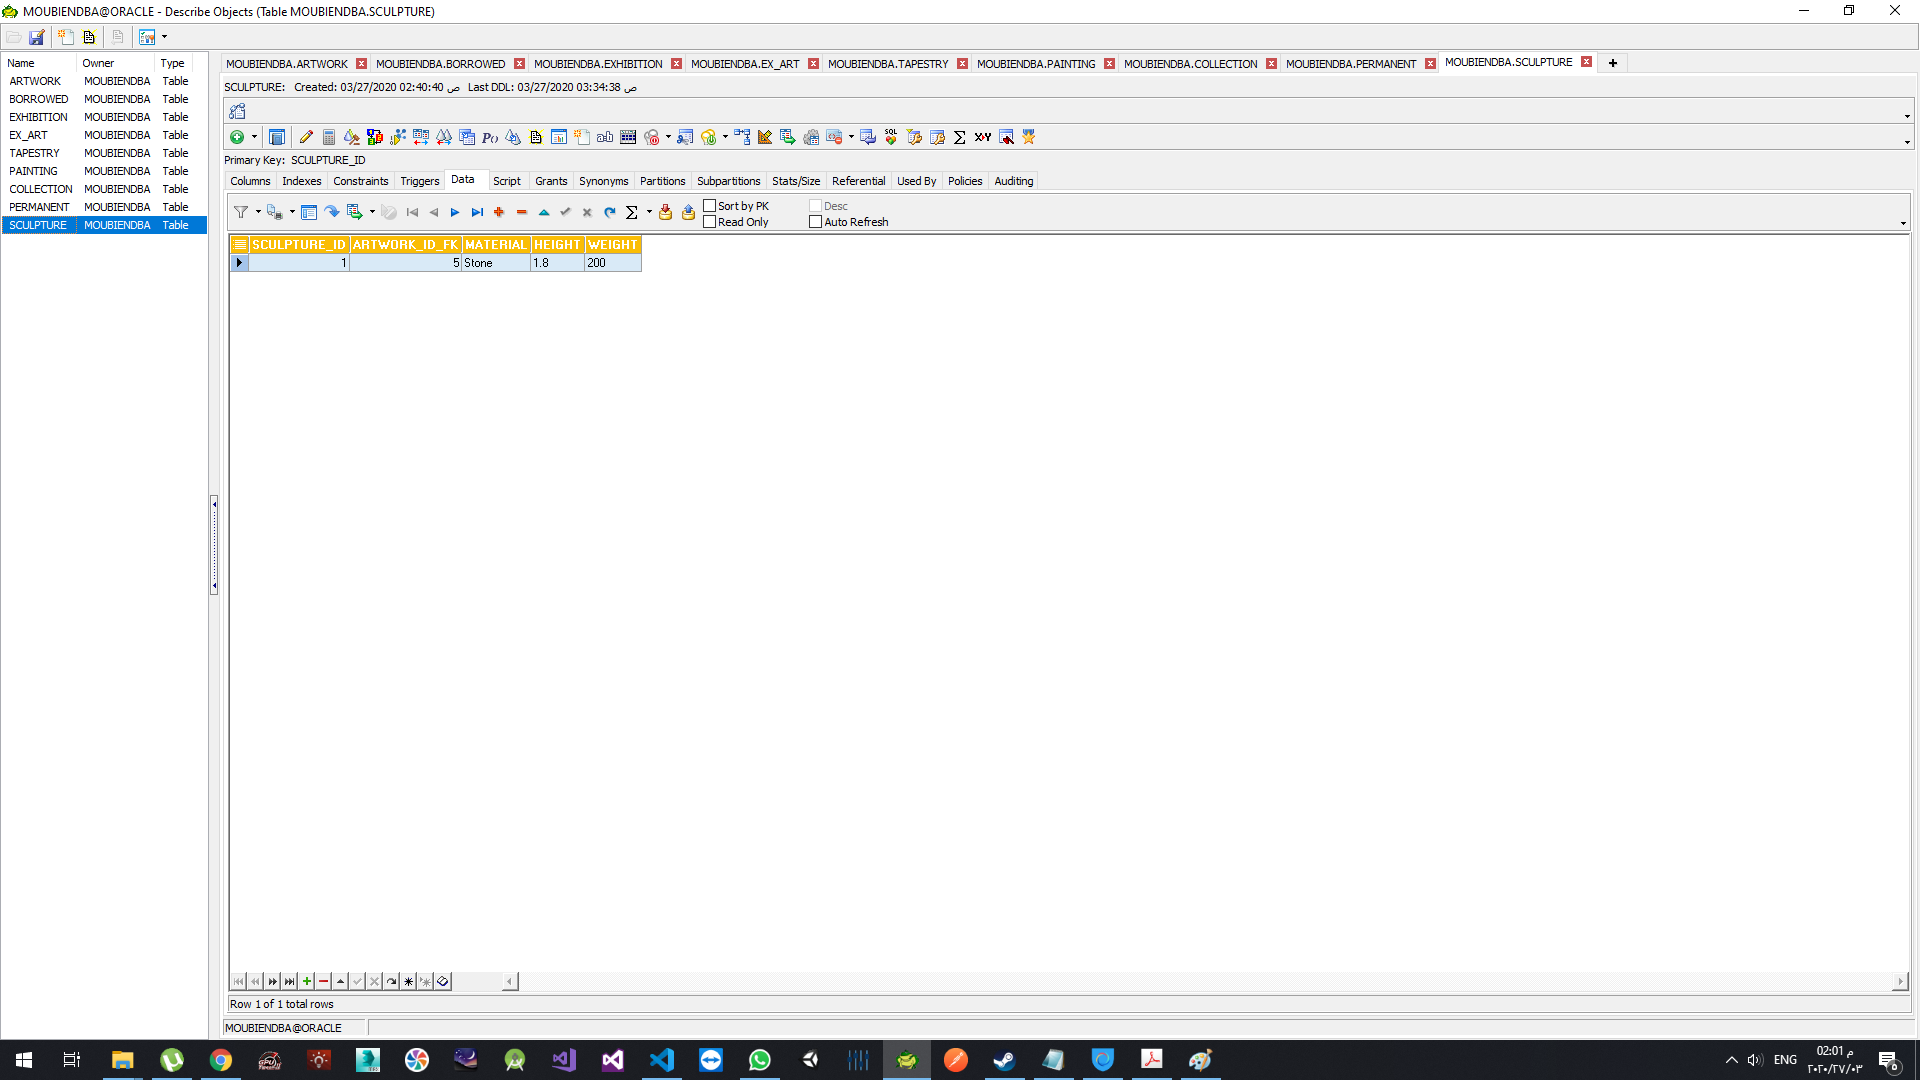 MOUBIENDBA@ORACLE - Describe Objects (Table MOUBIENDBA.SCULPTURE)
Name Owner Type
ARTWORK MOUBIENDBA Table
BORROWED MOUBIENDBA Table
EXHIBITION MOUBIENDBA Table
EX_ART MOUBIENDBA Table
TAPESTRY MOUBIENDBA Table
PAINTING MOUBIENDBA Table
COLLECTION MOUBIENDBA Table
PERMANENT MOUBIENDBA Table
SCULPTURE MOUBIENDBA Table
MOUBIENDBA.ARTWORK MOUBIENDBA.BORROWED MOUBIENDBA.EXHIBITION MOUBIENDBA.EX_ART MOUBIENDBA.TAPESTRY MOUBIENDBA.PAINTING MOUBIENDBA.COLLECTION MOUBIENDBA.PERMANENT MOUBIENDBA.SCULPTURE
SCULPTURE: Created: 03/27/2020 02:40:40 ص Last DDL: 03/27/2020 03:34:38 ص
Primary Key: SCULPTURE_ID
Columns Indexes Constraints Triggers Data Script Grants Synonyms Partitions Subpartitions Stats/Size Referential Used By Policies Auditing
Sort by PK Desc
Read Only Auto Refresh
SCULPTURE_ID ARTWORK_ID_FK MATERIAL HEIGHT WEIGHT
1 5 Stone 1.8 200
Row 1 of 1 total rows
MOUBIENDBA@ORACLE
ENG
02:01 م
٢٠٢٠/٢٧/٠٣